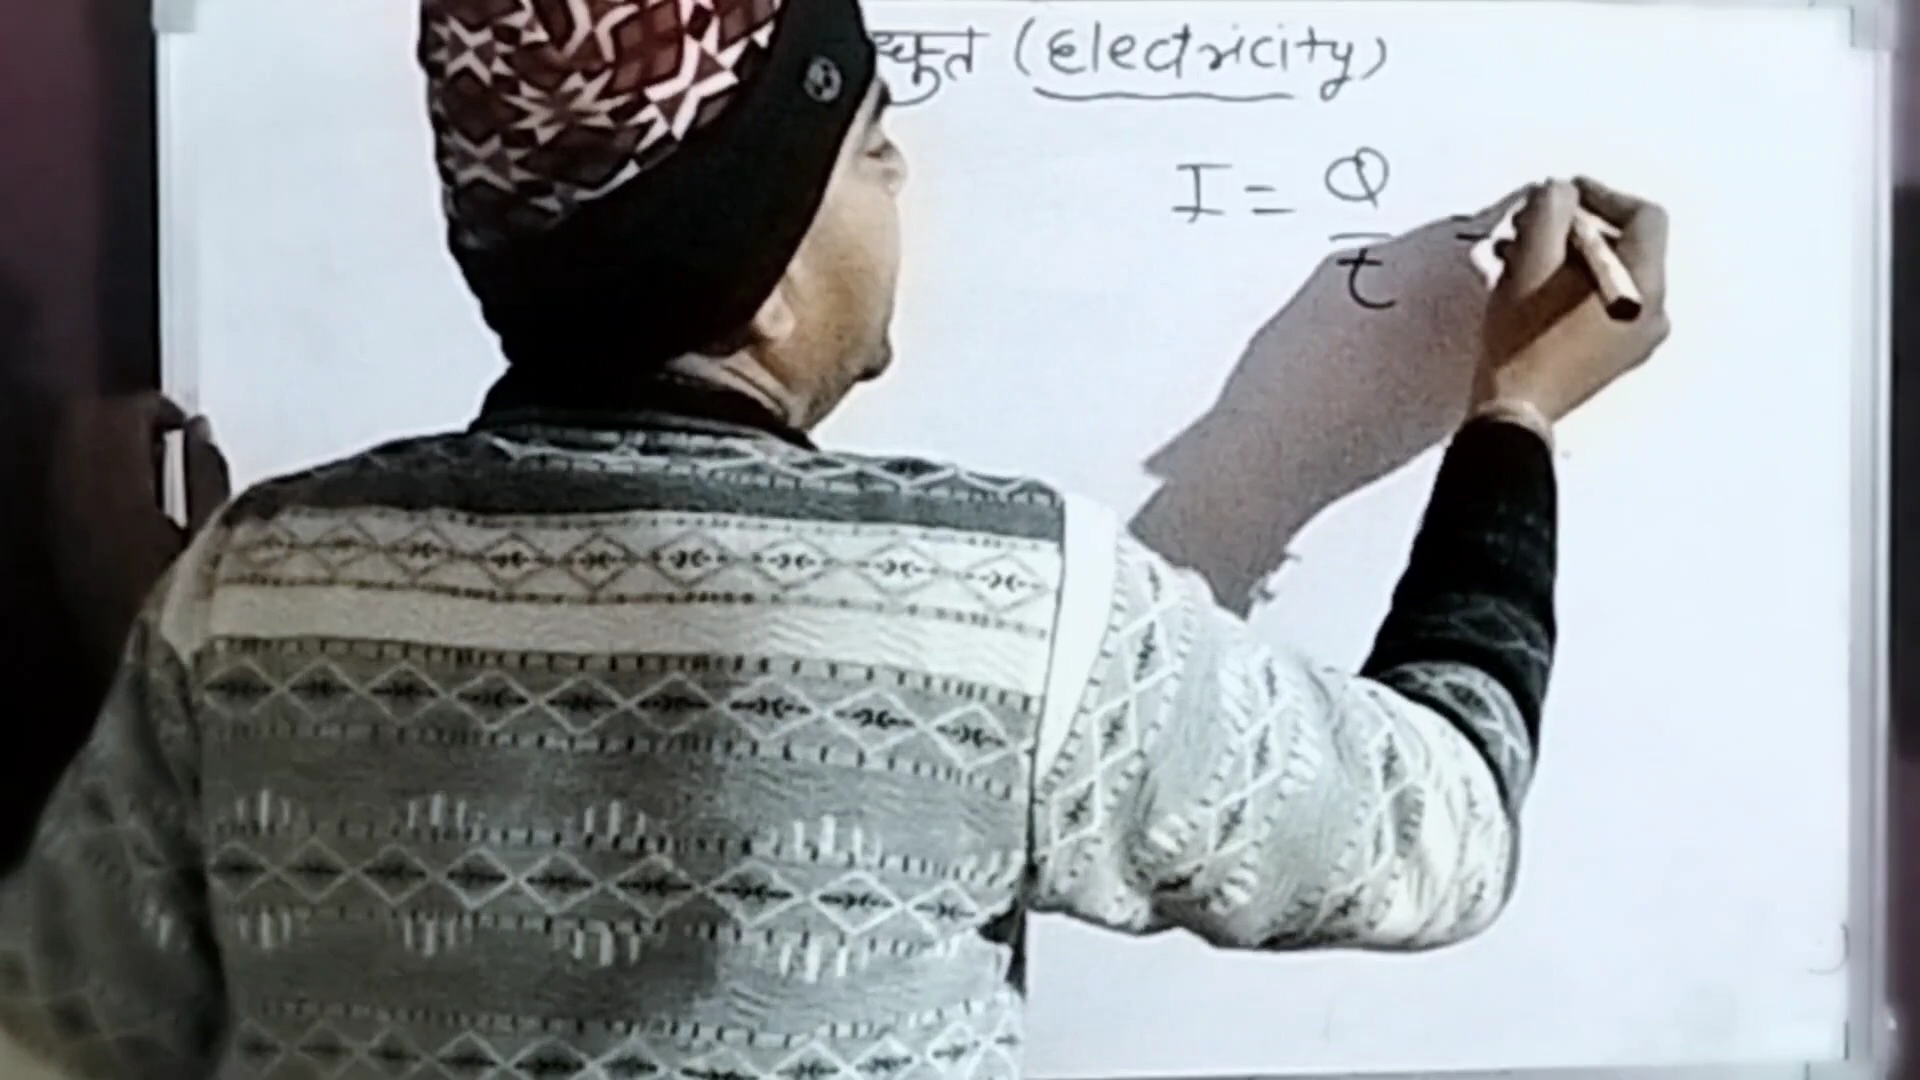 (Electricity)
I = Q/t =